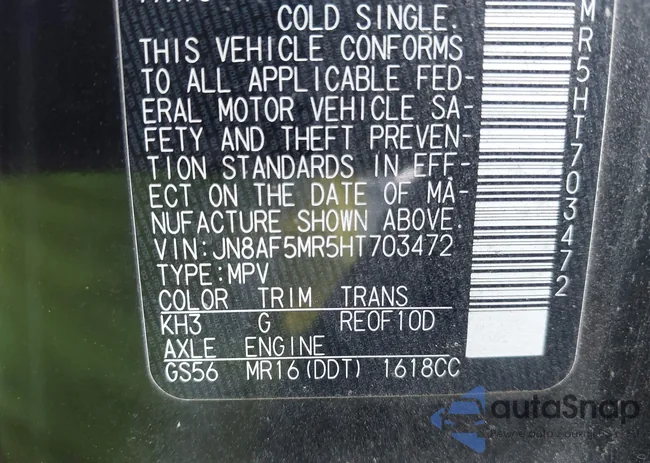 COLD SINGLE.
THIS VEHICLE CONFORMS
TO ALL APPLICABLE FED-
ERAL MOTOR VEHICLE SA-
FETY AND THEFT PREVEN-
TION STANDARDS IN EFF-
ECT ON THE DATE OF MA-
NUFACTURE SHOWN ABOVE.
VIN:JN8AF5MR5HT703472
TYPE:MPV
COLOR TRIM TRANS
KH3 G RE0F10D
AXLE ENGINE
GS56 MR16(DDT) 1618CC
MR5HT703472
autaSnap